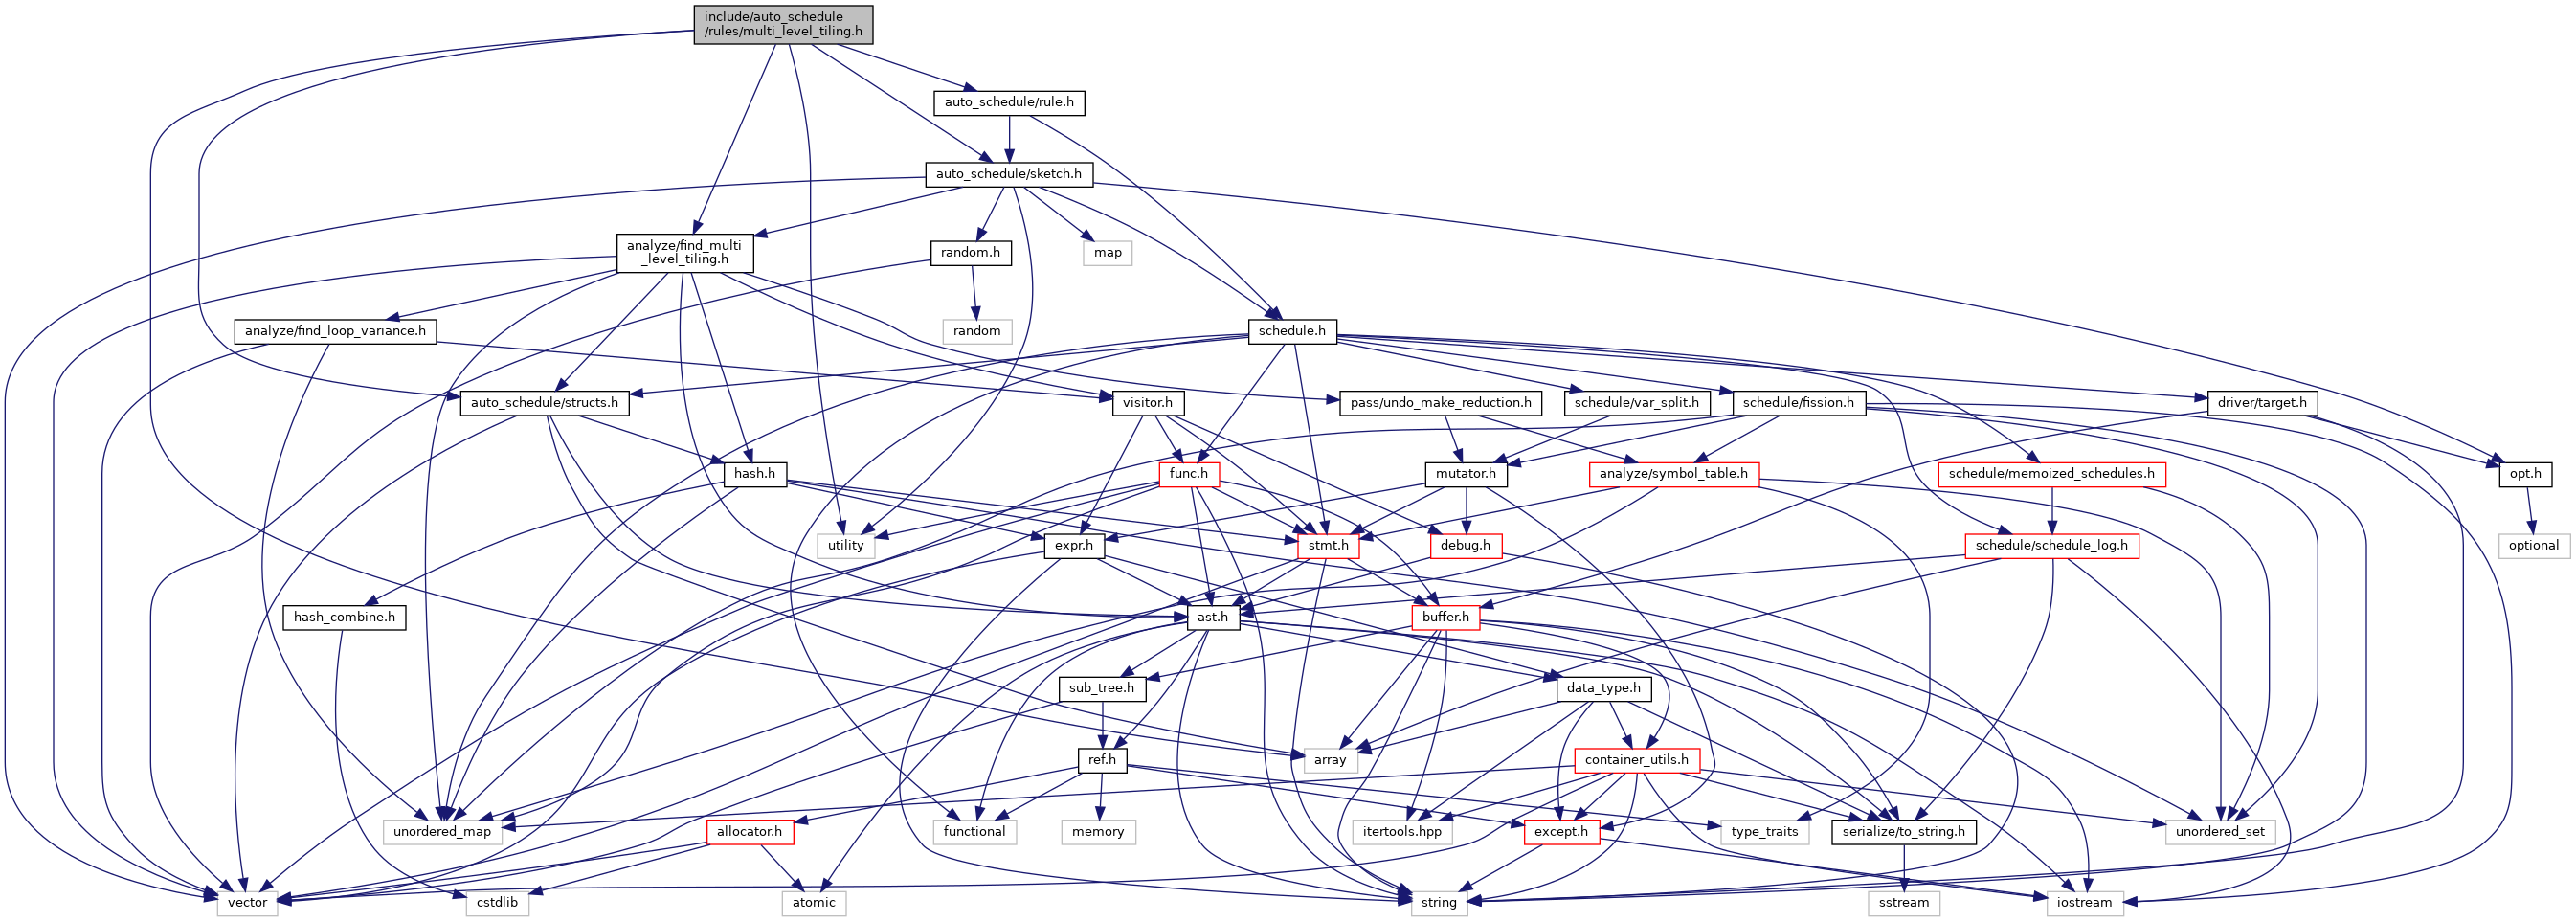 include/auto_schedule
/rules/multi_level_tiling.h
auto_schedule/rule.h
auto_schedule/sketch.h
analyze/find_multi
_level_tiling.h
random.h
map
analyze/find_loop_variance.h
random
schedule.h
auto_schedule/structs.h
visitor.h
pass/undo_make_reduction.h
schedule/var_split.h
schedule/fission.h
driver/target.h
hash.h
func.h
mutator.h
analyze/symbol_table.h
schedule/memoized_schedules.h
opt.h
utility
expr.h
stmt.h
debug.h
schedule/schedule_log.h
optional
hash_combine.h
ast.h
buffer.h
sub_tree.h
data_type.h
ref.h
array
container_utils.h
unordered_map
allocator.h
functional
memory
itertools.hpp
except.h
type_traits
serialize/to_string.h
unordered_set
vector
cstdlib
atomic
string
sstream
iostream